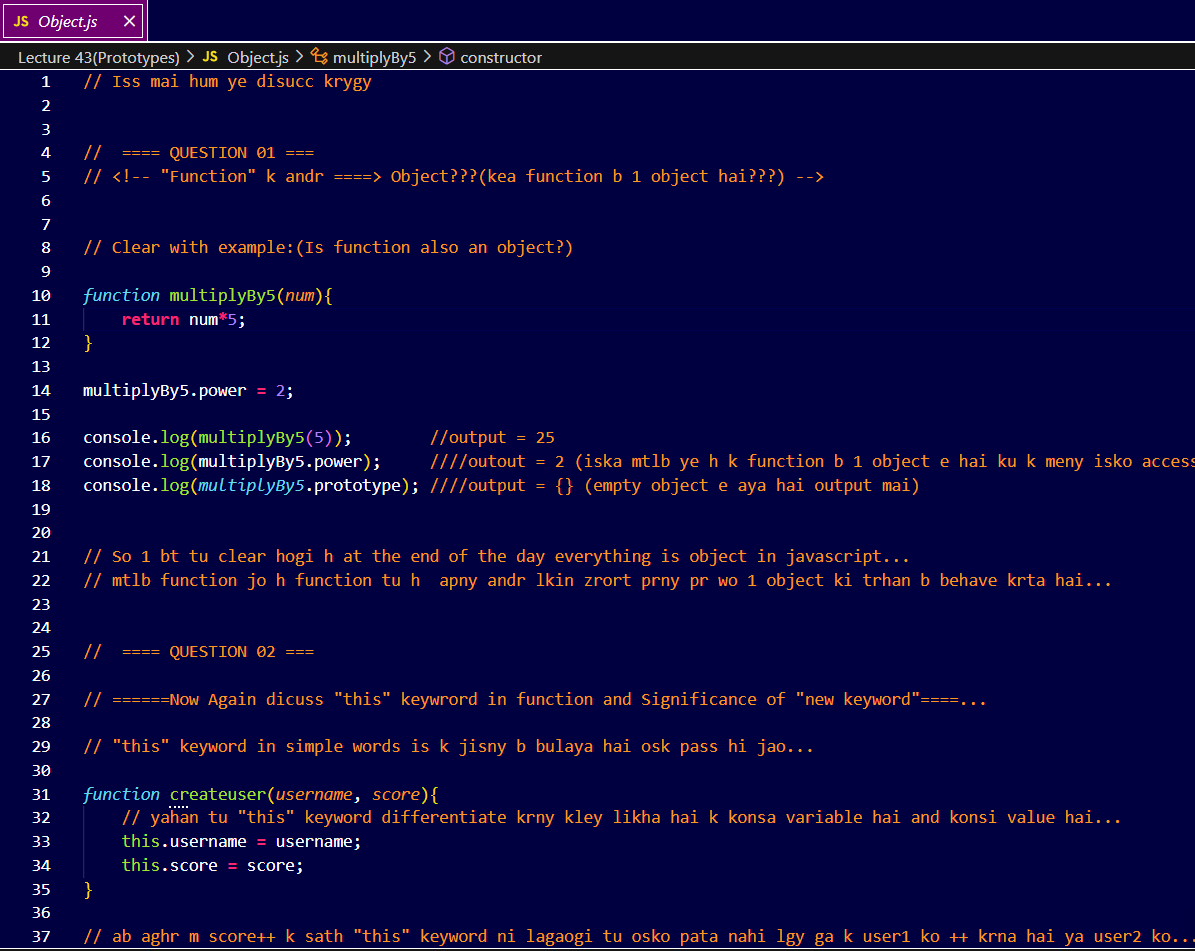 JS Object.js ×
Lecture 43(Prototypes) > JS Object.js > multiplyBy5 > constructor
1 // Iss mai hum ye disucc krygy
2
3
4 //  ==== QUESTION 01 ===
5 // <!-- "Function" k andr ====> Object???(kea function b 1 object hai???) -->
6
7
8 // Clear with example:(Is function also an object?)
9
10 function multiplyBy5(num){
11     return num*5;
12 }
13
14 multiplyBy5.power = 2;
15
16 console.log(multiplyBy5(5));        //output = 25
17 console.log(multiplyBy5.power);     ////outout = 2 (iska mtlb ye h k function b 1 object e hai ku k meny isko access
18 console.log(multiplyBy5.prototype); ////output = {} (empty object e aya hai output mai)
19
20
21 // So 1 bt tu clear hogi h at the end of the day everything is object in javascript...
22 // mtlb function jo h function tu h  apny andr lkin zrort prny pr wo 1 object ki trhan b behave krta hai...
23
24
25 //  ==== QUESTION 02 ===
26
27 // ======Now Again dicuss "this" keywrord in function and Significance of "new keyword"====...
28
29 // "this" keyword in simple words is k jisny b bulaya hai osk pass hi jao...
30
31 function createuser(username, score){
32     // yahan tu "this" keyword differentiate krny kley likha hai k konsa variable hai and konsi value hai...
33     this.username = username;
34     this.score = score;
35 }
36
37 // ab aghr m score++ k sath "this" keyword ni lagaogi tu osko pata nahi lgy ga k user1 ko ++ krna hai ya user2 ko...